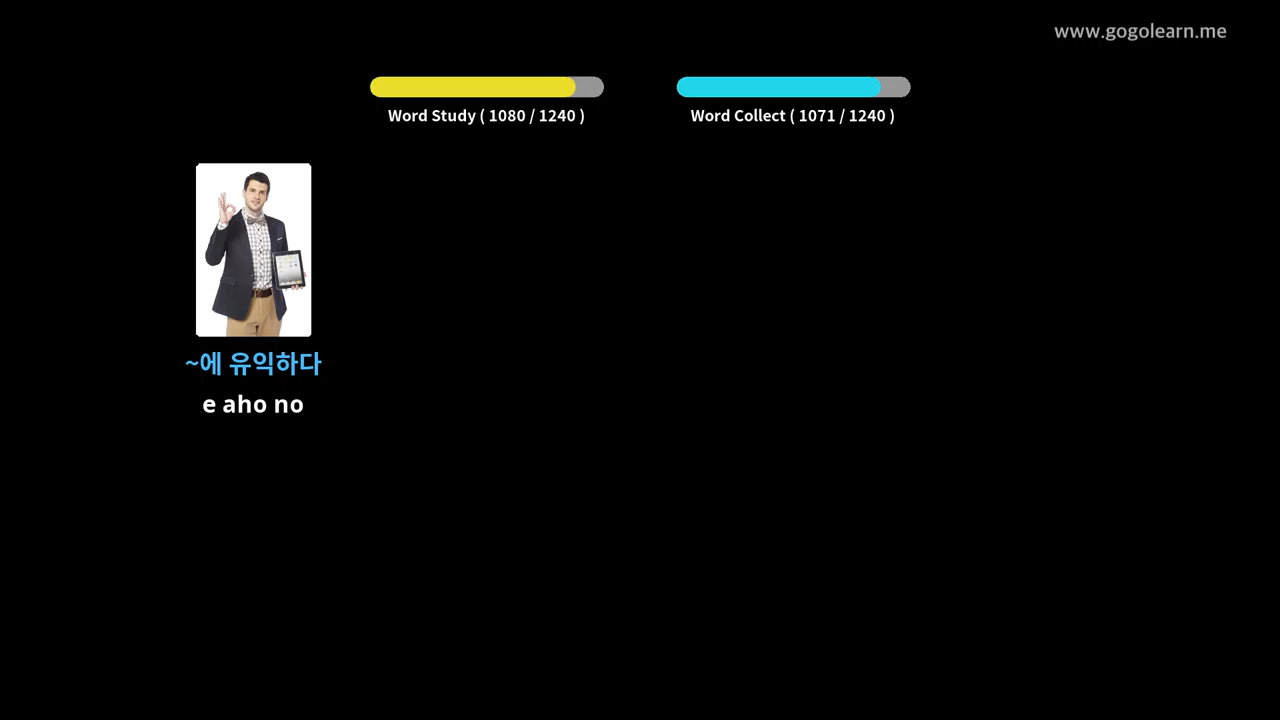 www.gogolearn.me
Word Study ( 1080 / 1240 )
Word Collect ( 1071 / 1240 )
~에 유익하다
e aho no